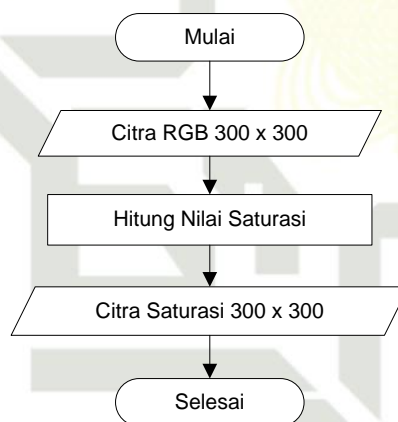 Mulai
Citra RGB 300 x 300
Hitung Nilai Saturasi
Citra Saturasi 300 x 300
Selesai